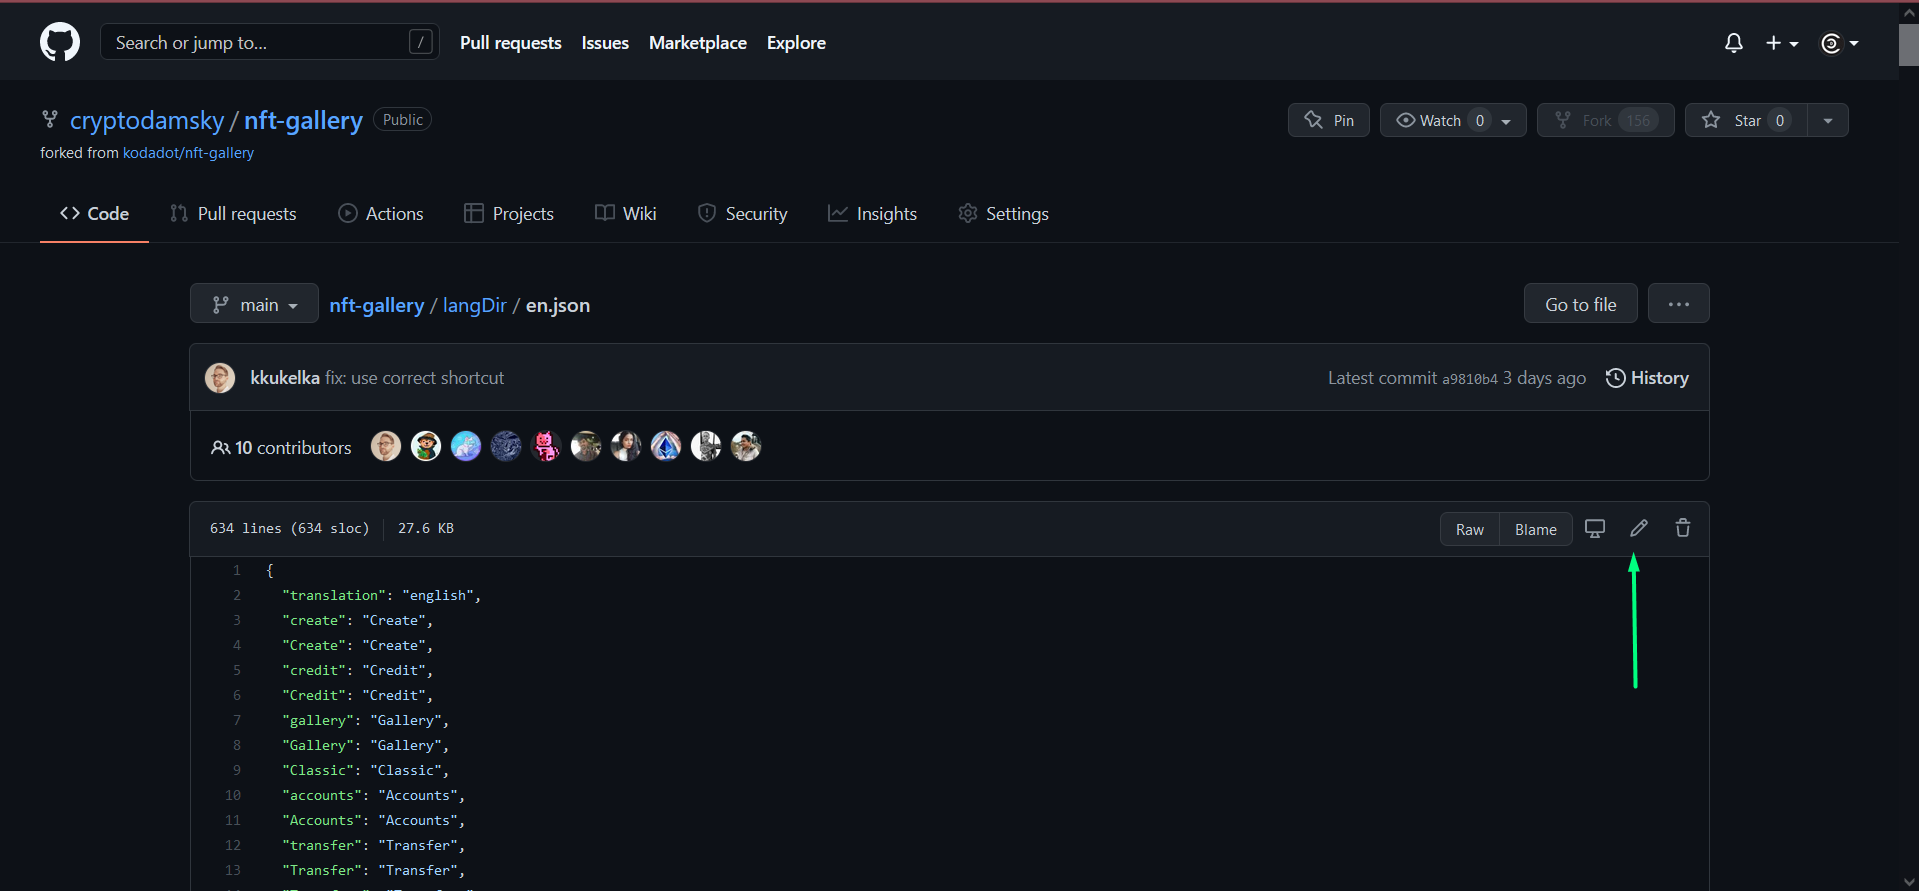 Search or jump to... /
Pull requests Issues Marketplace Explore
cryptodamsky / nft-gallery Public
forked from kodadot/nft-gallery
Pin Watch 0 Fork 156 Star 0
Code Pull requests Actions Projects Wiki Security Insights Settings
main nft-gallery / langDir / en.json Go to file ...
kkukelka fix: use correct shortcut Latest commit a9810b4 3 days ago History
10 contributors
634 lines (634 sloc) 27.6 KB Raw Blame
1 {
2 "translation": "english",
3 "create": "Create",
4 "Create": "Create",
5 "credit": "Credit",
6 "Credit": "Credit",
7 "gallery": "Gallery",
8 "Gallery": "Gallery",
9 "Classic": "Classic",
10 "accounts": "Accounts",
11 "Accounts": "Accounts",
12 "transfer": "Transfer",
13 "Transfer": "Transfer",